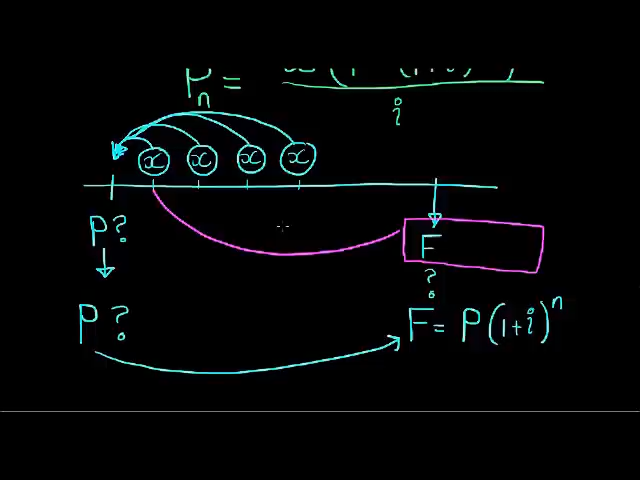 Pn =
i
x x x x
P? F
?
P? F = P(1+i)^n